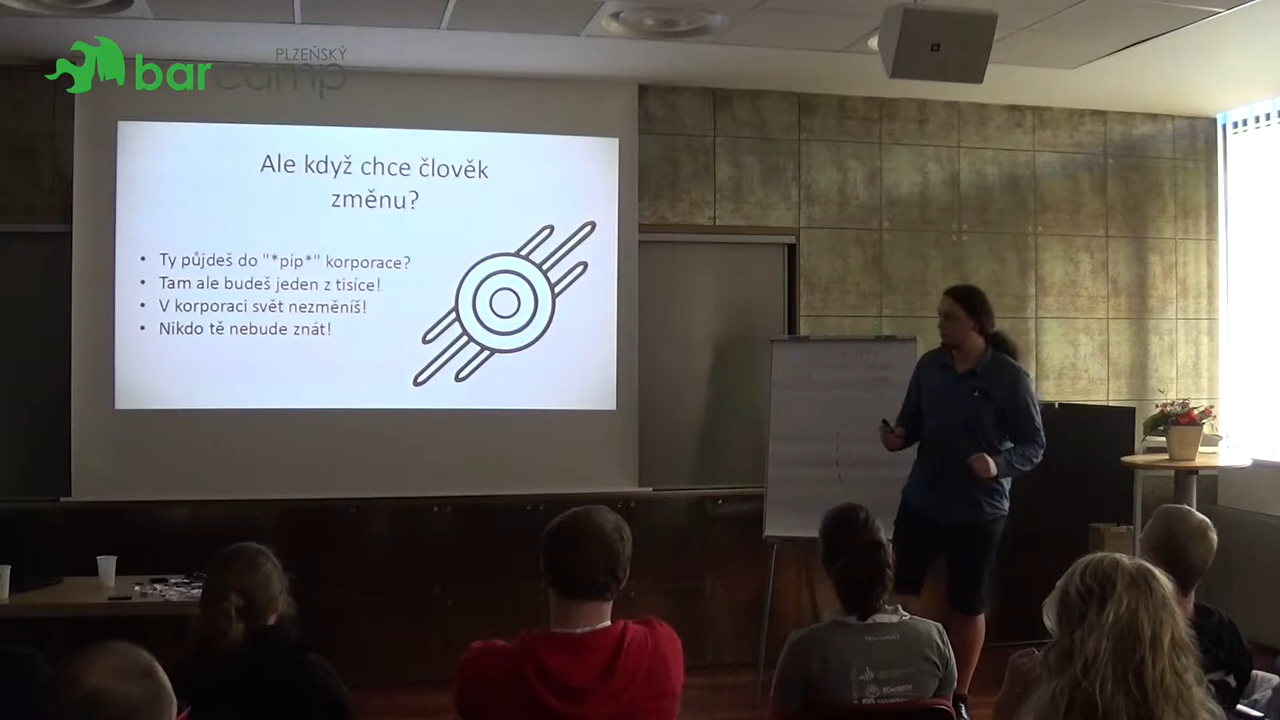 PLZEŇSKÝ
barcamp
Ale když chce člověk
změnu?
• Ty půjdeš do "*píp*" korporace?
• Tam ale budeš jeden z tisíce!
• V korporaci svět nezměníš!
• Nikdo tě nebude znát!